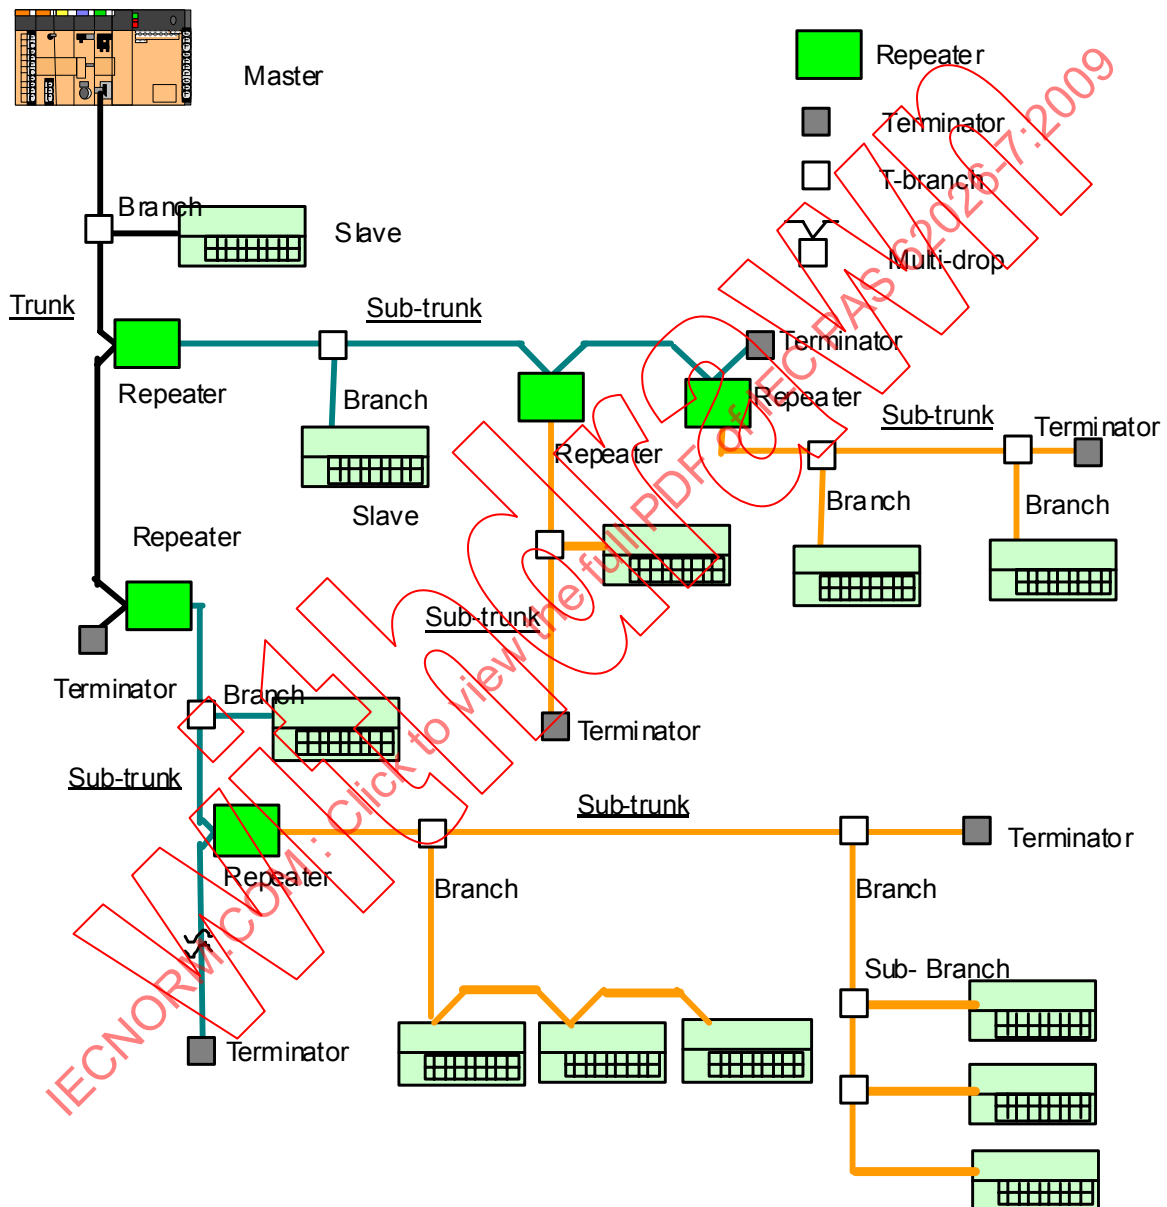 Master
Repeater
Terminator
T-branch
Multi-drop
Branch
Slave
Trunk
Sub-trunk
Terminator
Repeater
Repeater
Branch
Sub-trunk
Terminator
Repeater
Slave
Branch
Branch
Repeater
Sub-trunk
Terminator
Branch
Terminator
Sub-trunk
Sub-trunk
Terminator
Repeater
Branch
Branch
Sub- Branch
Terminator
IECNORM.COM : Click to view the full PDF of IEC PAS 62026-7:2009
Withdrawn